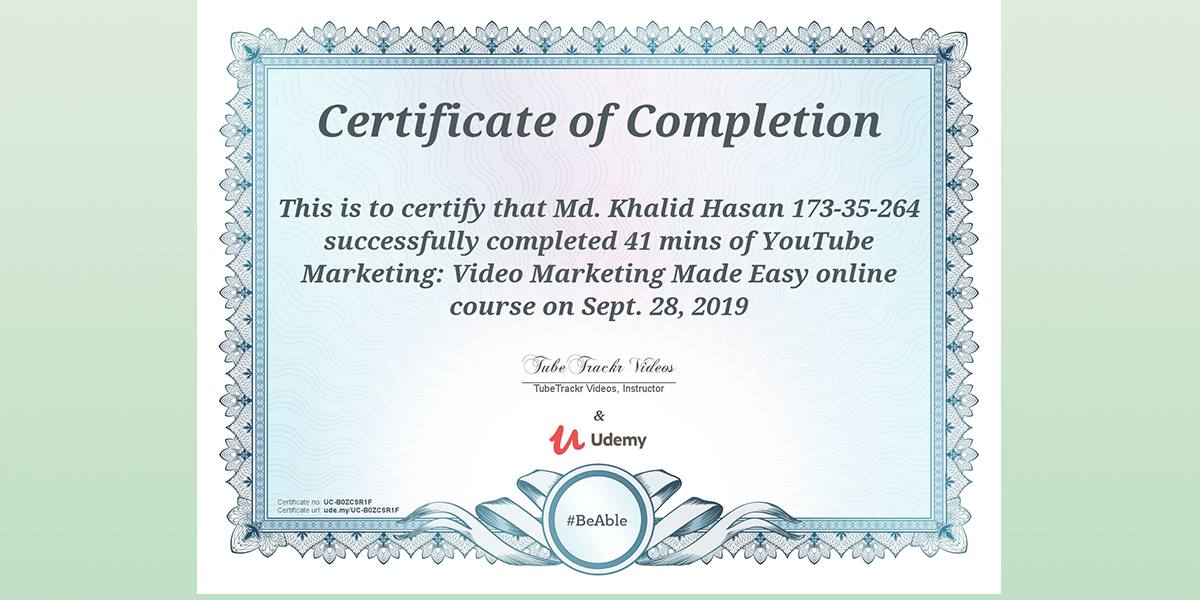 Certificate of Completion
This is to certify that Md. Khalid Hasan 173-35-264
successfully completed 41 mins of YouTube
Marketing: Video Marketing Made Easy online
course on Sept. 28, 2019
TubeTrackr Videos
TubeTrackr Videos, Instructor
&
Udemy
Certificate no: UC-B0ZCSR1F
Certificate url: ude.my/UC-B0ZCSR1F
#BeAble